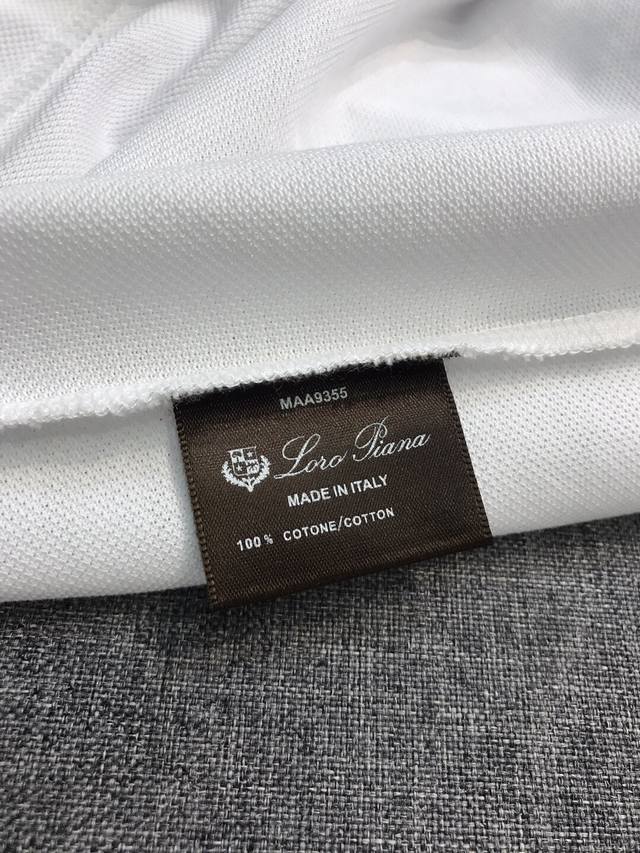 MAA9355
Loro Piana
MADE IN ITALY
100% COTONE/COTTON